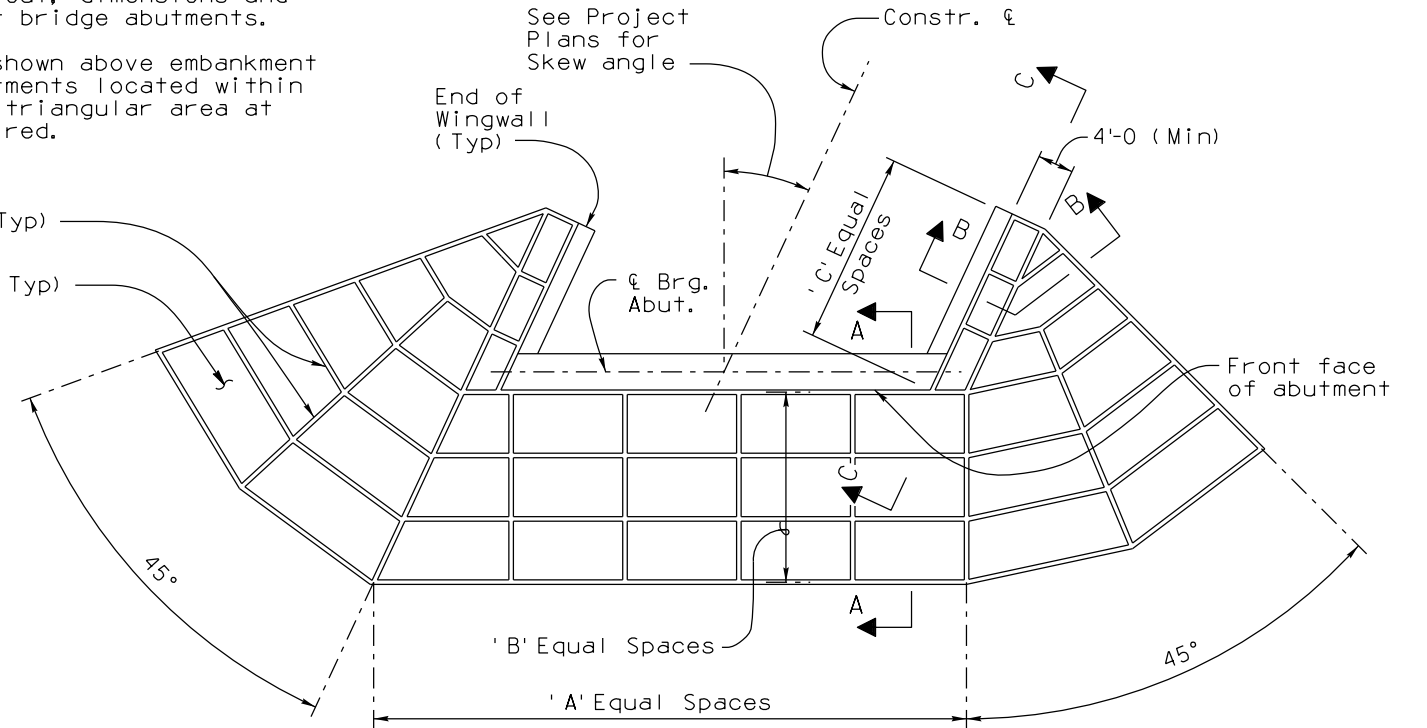 t bridge abutments.
shown above embankment
tments located within
triangular area at
red.
See Project
Plans for
Skew angle
Constr. ℄
End of
Wingwall
(Typ)
C
4'-0 (Min)
B
B
'C' Equal
Spaces
Typ)
Typ)
℄ Brg.
Abut.
A
Front face
of abutment
C
45°
A
'B' Equal Spaces
45°
'A' Equal Spaces